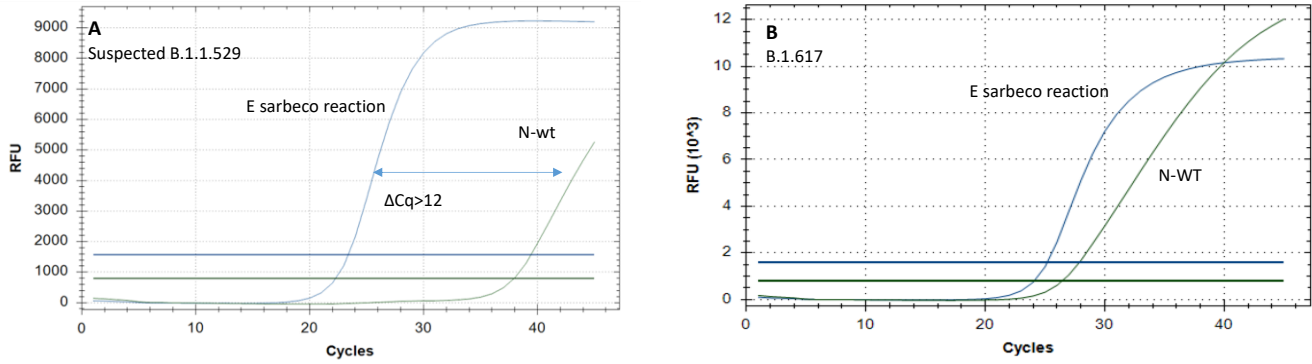 A
Suspected B.1.1.529
E sarbeco reaction
N-wt
ΔCq>12
RFU
9000
8000
7000
6000
5000
4000
3000
2000
1000
0
0 10 20 30 40
Cycles
B
B.1.617
E sarbeco reaction
N-WT
RFU (10^3)
12
10
8
6
4
2
0
0 10 20 30 40
Cycles